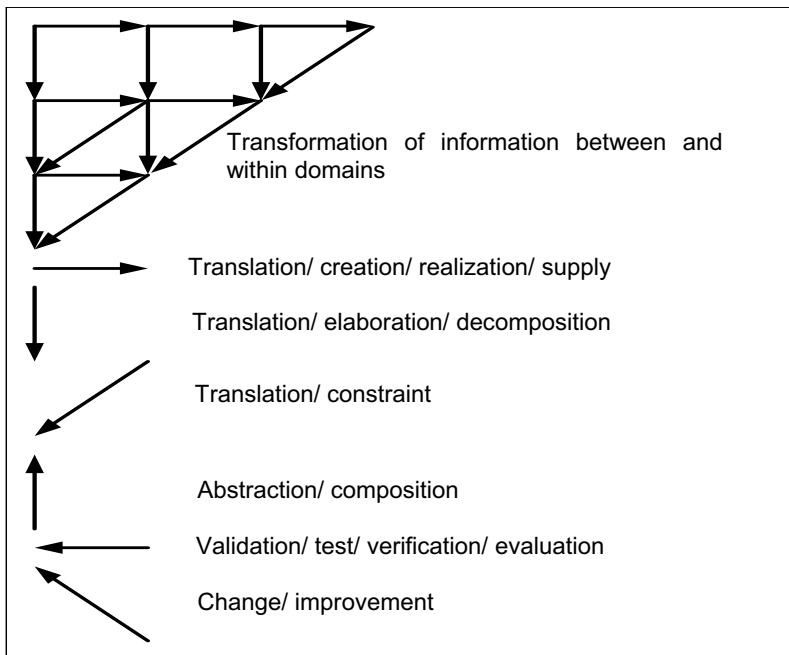 Transformation of information between and
within domains
Translation/ creation/ realization/ supply
Translation/ elaboration/ decomposition
Translation/ constraint
Abstraction/ composition
Validation/ test/ verification/ evaluation
Change/ improvement